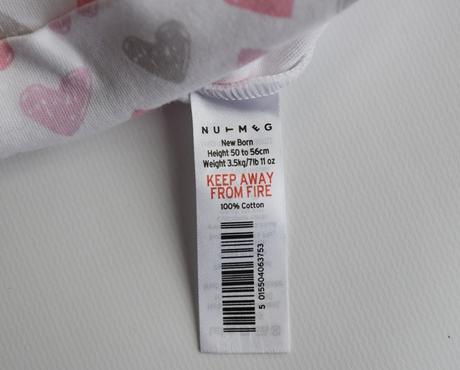 NUTMEG
New Born
Height 50 to 56cm
Weight 3.5kg/7lb 11 oz
KEEP AWAY
FROM FIRE
100% Cotton
5 015504063753